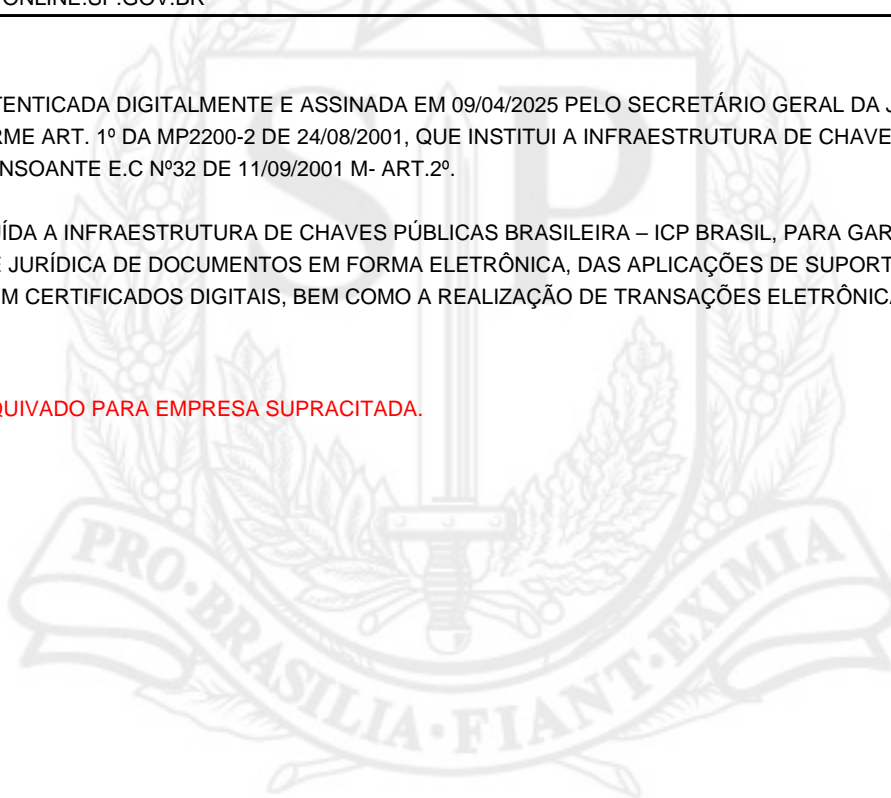 ONLINE.SP.GOV.BR
TENTICADA DIGITALMENTE E ASSINADA EM 09/04/2025 PELO SECRETÁRIO GERAL DA J
RME ART. 1º DA MP2200-2 DE 24/08/2001, QUE INSTITUI A INFRAESTRUTURA DE CHAVE
NSOANTE E.C Nº32 DE 11/09/2001 M- ART.2º.
ÍDA A INFRAESTRUTURA DE CHAVES PÚBLICAS BRASILEIRA – ICP BRASIL, PARA GAR
E JURÍDICA DE DOCUMENTOS EM FORMA ELETRÔNICA, DAS APLICAÇÕES DE SUPORT
M CERTIFICADOS DIGITAIS, BEM COMO A REALIZAÇÃO DE TRANSAÇÕES ELETRÔNICA
QUIVADO PARA EMPRESA SUPRACITADA.
SP
PRO·BRASILIA·FIANT·EXIMIA